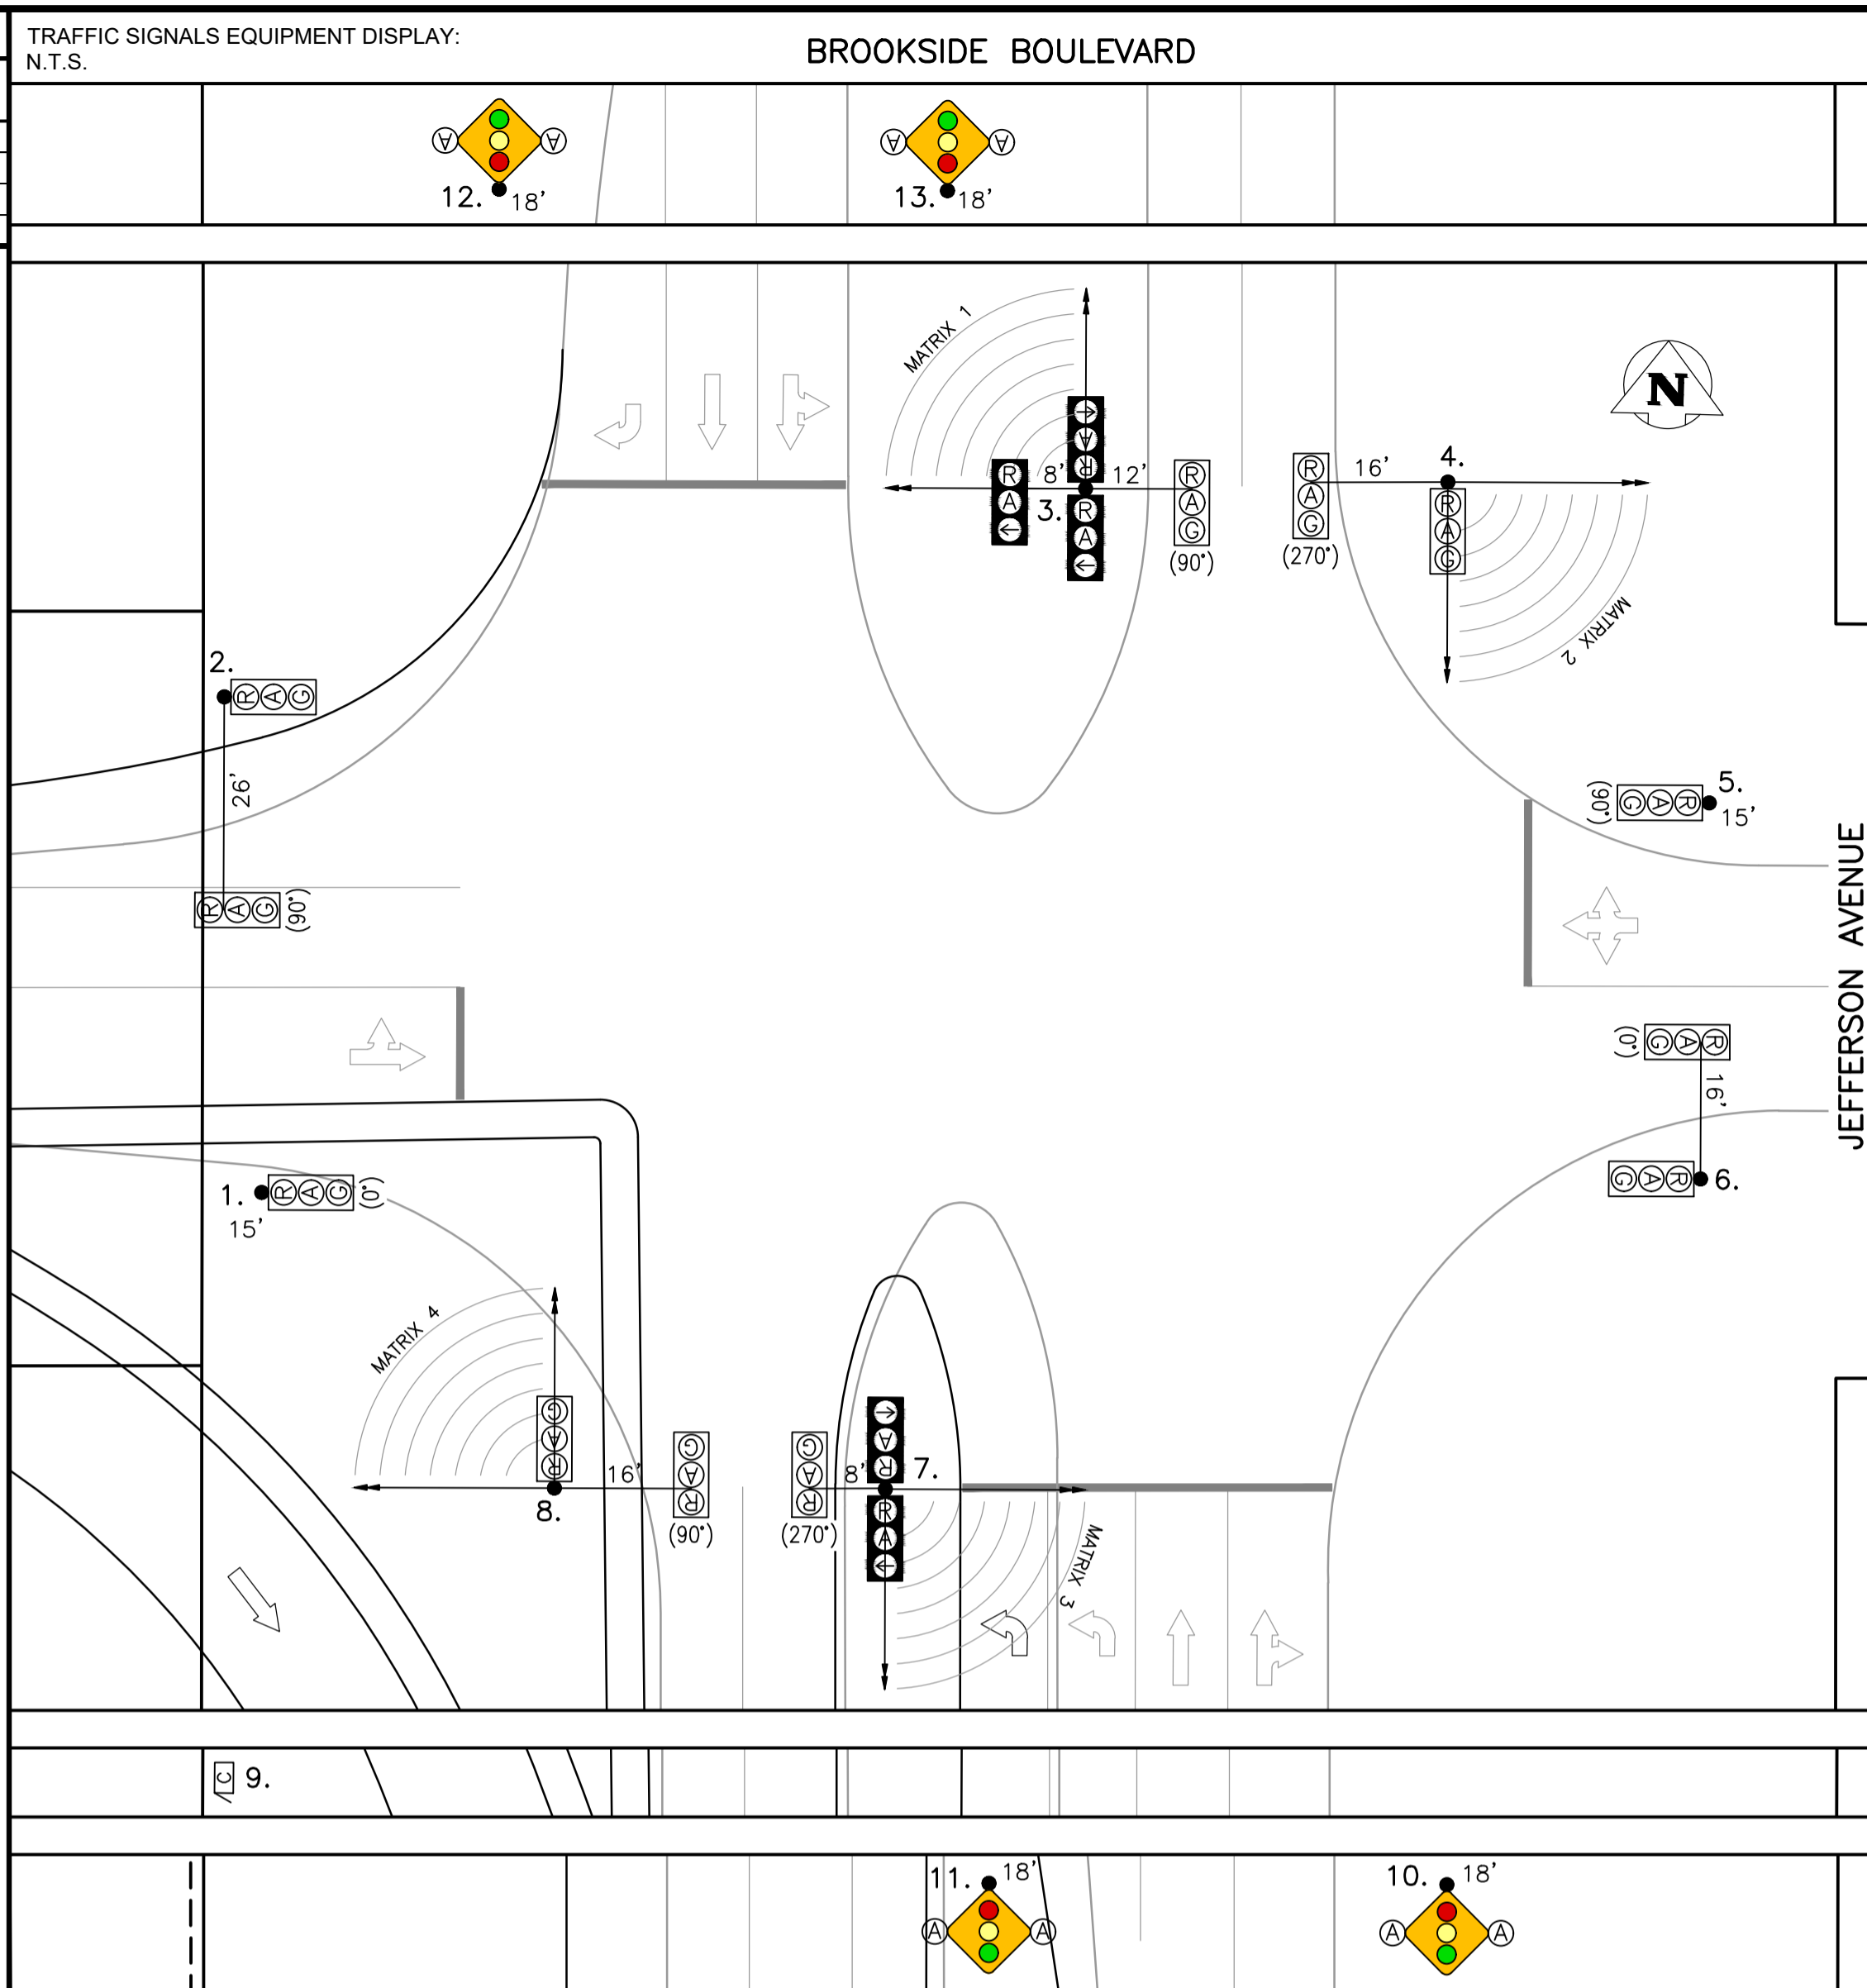 TRAFFIC SIGNALS EQUIPMENT DISPLAY:
N.T.S.
BROOKSIDE BOULEVARD
A A
12. 18'
A A
13. 18'
MATRIX 1
N
A R
R A
8' 12'
3.
R A
R A G
(90°)
R A G
(270°)
16'
4.
R A G
MATRIX 2
2.
R A G
26'
R A G
(90°)
5.
15'
R A G
(90°)
JEFFERSON AVENUE
R A G
(0°)
16'
R A G
6.
1.
15'
R A G
(0°)
MATRIX 4
G A R
16'
8.
G A R
(90°)
G A R
(270°)
8'
A R
7.
R A
MATRIX 3
C 9.
11. 18'
A A
10. 18'
A A